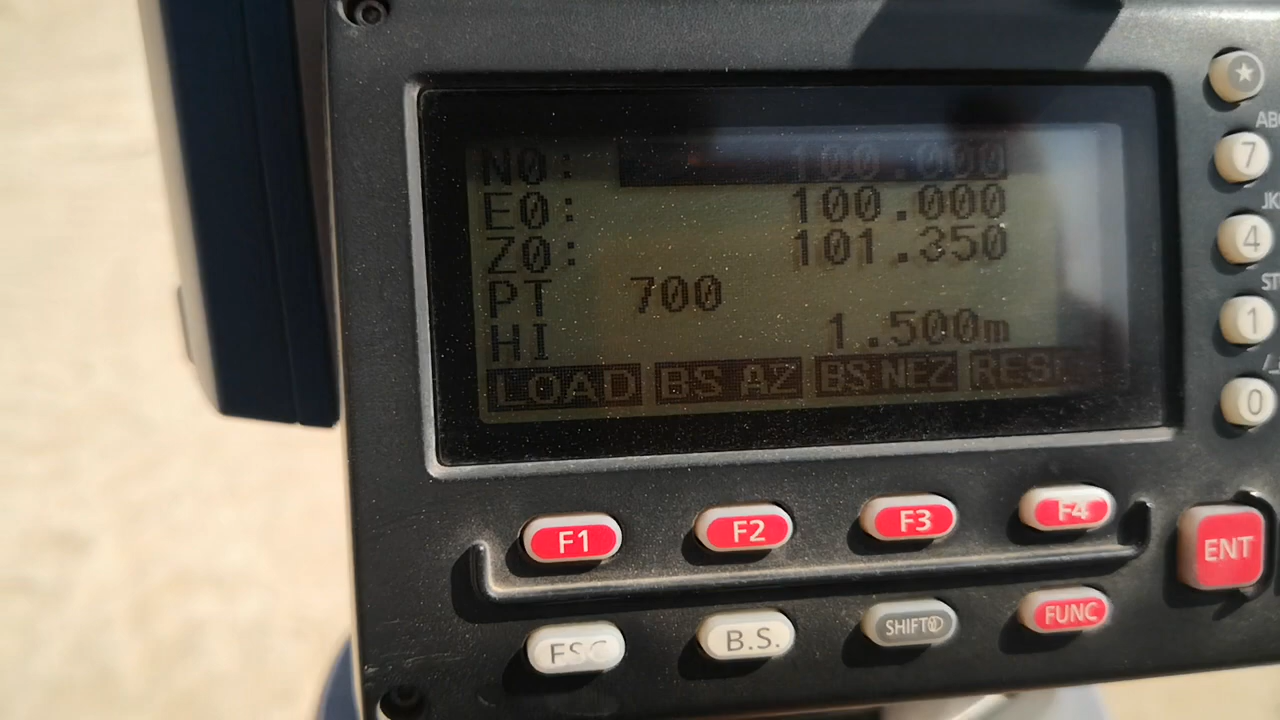 N0: 100.000
E0: 100.000
Z0: 101.350
PT 700
HI 1.500m
LOAD BS AZ BS NEZ
F1 F2 F3 F4 ENT
ESC B.S. SHIFT FUNC
7
4
1
0